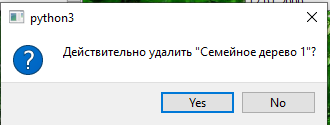 python3
Действительно удалить "Семейное дерево 1"?
Yes
No